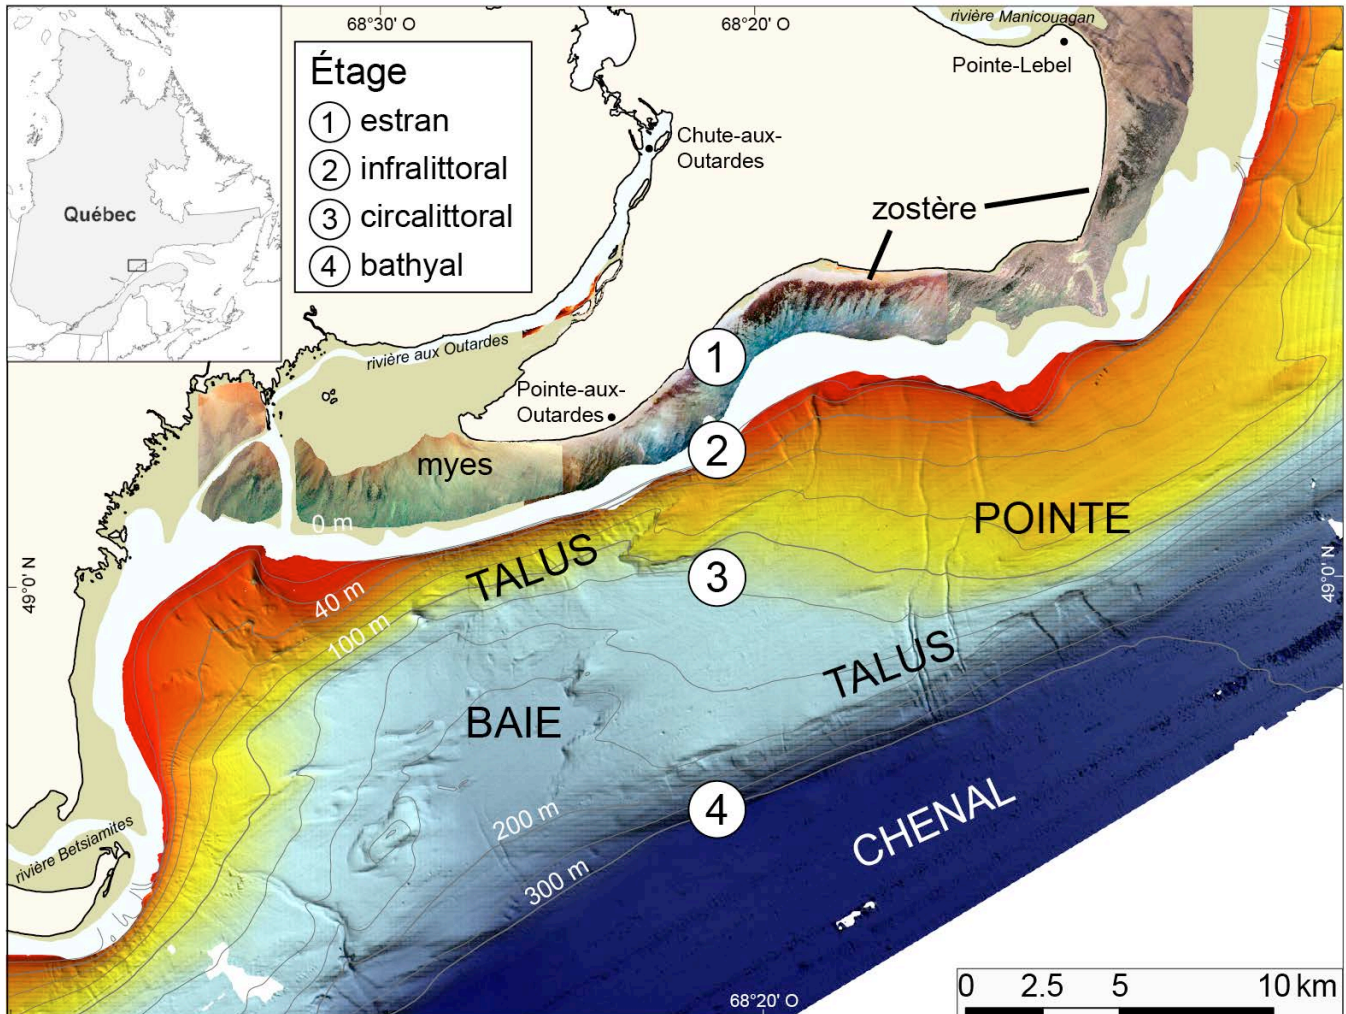 68°30' O
68°20' O
rivière Manicouagan
Pointe-Lebel
Étage
1 estran
2 infralittoral
3 circalittoral
4 bathyal
Québec
Chute-aux-
Outardes
zostère
rivière aux Outardes
1
Pointe-aux-
Outardes
2
myes
0 m
POINTE
TALUS
3
49°0' N
49°0' N
40 m
100 m
TALUS
BAIE
4
200 m
CHENAL
rivière Betsiamites
300 m
68°20' O
0 2.5 5 10 km